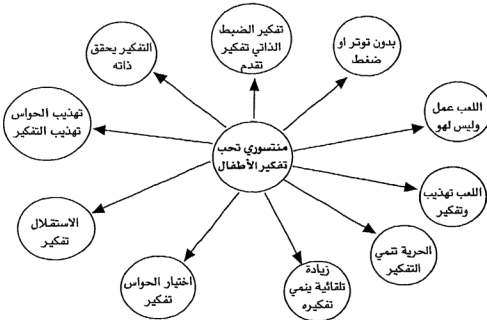 تفكير الضبط
الذاتي تفكير
تقدم
بدون توتر او
ضغط
اللعب عمل
وليس لهو
اللعب تهذيب
وتفكير
الحرية تنمي
التفكير
زيادة
تلقائية ينمي
تفكيره
اختيار الحواس
تفكير
الاستقلال
تفكير
تهذيب الحواس
تهذيب التفكير
التفكير يحقق
ذاته
منتسوري تحب
تفكير الأطفال